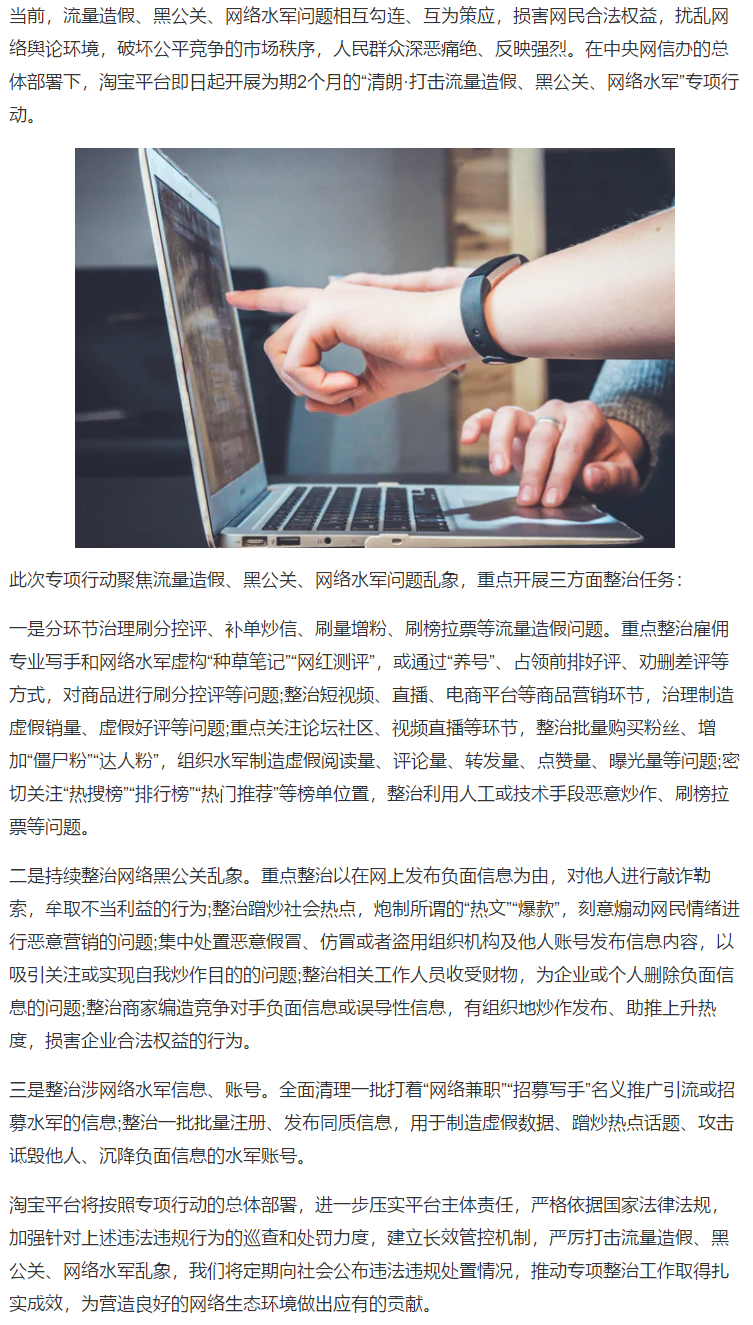 当前，流量造假、黑公关、网络水军问题相互勾连、互为策应，损害网民合法权益，扰乱网
络舆论环境，破坏公平竞争的市场秩序，人民群众深恶痛绝、反映强烈。在中央网信办的总
体部署下，淘宝平台即日起开展为期2个月的“清朗·打击流量造假、黑公关、网络水军”专项行
动。
此次专项行动聚焦流量造假、黑公关、网络水军问题乱象，重点开展三方面整治任务：
一是分环节治理刷分控评、补单炒信、刷量增粉、刷榜拉票等流量造假问题。重点整治雇佣
专业写手和网络水军虚构“种草笔记”“网红测评”，或通过“养号”、占领前排好评、劝删差评等
方式，对商品进行刷分控评等问题;整治短视频、直播、电商平台等商品营销环节，治理制造
虚假销量、虚假好评等问题;重点关注论坛社区、视频直播等环节，整治批量购买粉丝、增
加“僵尸粉”“达人粉”，组织水军制造虚假阅读量、评论量、转发量、点赞量、曝光量等问题;密
切关注“热搜榜”“排行榜”“热门推荐”等榜单位置，整治利用人工或技术手段恶意炒作、刷榜拉
票等问题。
二是持续整治网络黑公关乱象。重点整治以在网上发布负面信息为由，对他人进行敲诈勒
索，牟取不当利益的行为;整治蹭炒社会热点，炮制所谓的“热文”“爆款”，刻意煽动网民情绪进
行恶意营销的问题;集中处置恶意假冒、仿冒或者盗用组织机构及他人账号发布信息内容，以
吸引关注或实现自我炒作目的的问题;整治相关工作人员收受财物，为企业或个人删除负面信
息的问题;整治商家编造竞争对手负面信息或误导性信息，有组织地炒作发布、助推上升热
度，损害企业合法权益的行为。
三是整治涉网络水军信息、账号。全面清理一批打着“网络兼职”“招募写手”名义推广引流或招
募水军的信息;整治一批批量注册、发布同质信息，用于制造虚假数据、蹭炒热点话题、攻击
诋毁他人、沉降负面信息的水军账号。
淘宝平台将按照专项行动的总体部署，进一步压实平台主体责任，严格依据国家法律法规，
加强针对上述违法违规行为的巡查和处罚力度，建立长效管控机制，严厉打击流量造假、黑
公关、网络水军乱象，我们将定期向社会公布违法违规处置情况，推动专项整治工作取得扎
实成效，为营造良好的网络生态环境做出应有的贡献。